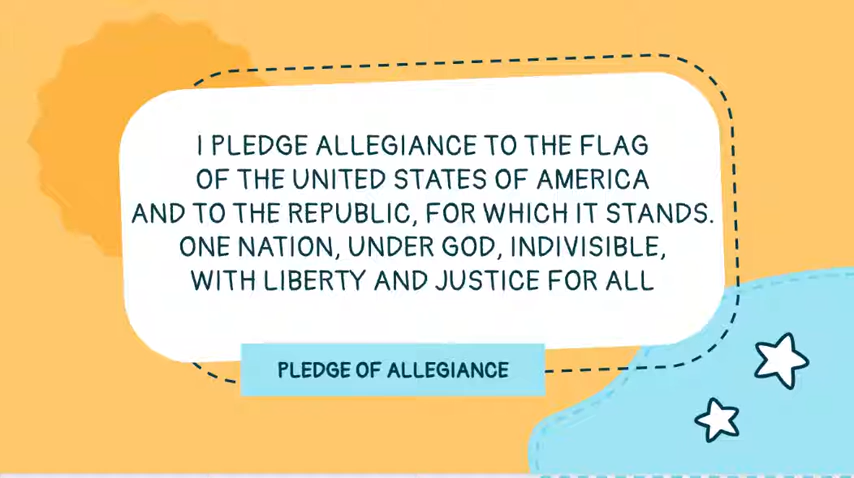 I PLEDGE ALLEGIANCE TO THE FLAG
OF THE UNITED STATES OF AMERICA
AND TO THE REPUBLIC, FOR WHICH IT STANDS.
ONE NATION, UNDER GOD, INDIVISIBLE,
WITH LIBERTY AND JUSTICE FOR ALL
PLEDGE OF ALLEGIANCE